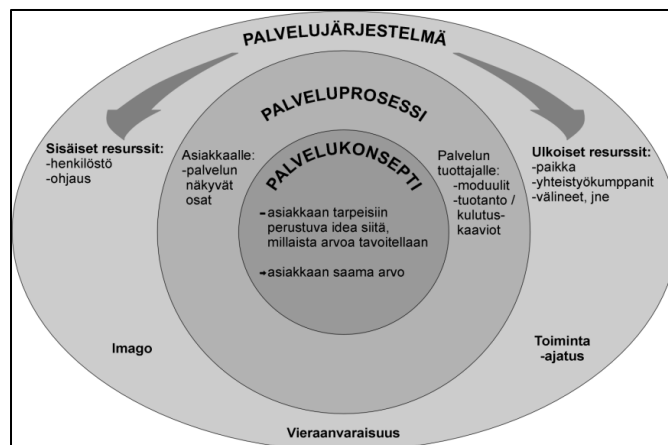 PALVELUJÄRJESTELMÄ
PALVELUPROSESSI
PALVELUKONSEPTI
Sisäiset resurssit:
-henkilöstö
-ohjaus
Asiakkaalle:
-palvelun
näkyvät
osat
-asiakkaan tarpeisiin
perustuva idea siitä,
millaista arvoa tavoitellaan
-asiakkaan saama arvo
Palvelun
tuottajalle:
-moduulit
-tuotanto /
kulutus-
kaaviot
Ulkoiset resurssit:
-paikka
-yhteistyökumppanit
-välineet, jne
Imago
Toiminta
-ajatus
Vieraanvaraisuus